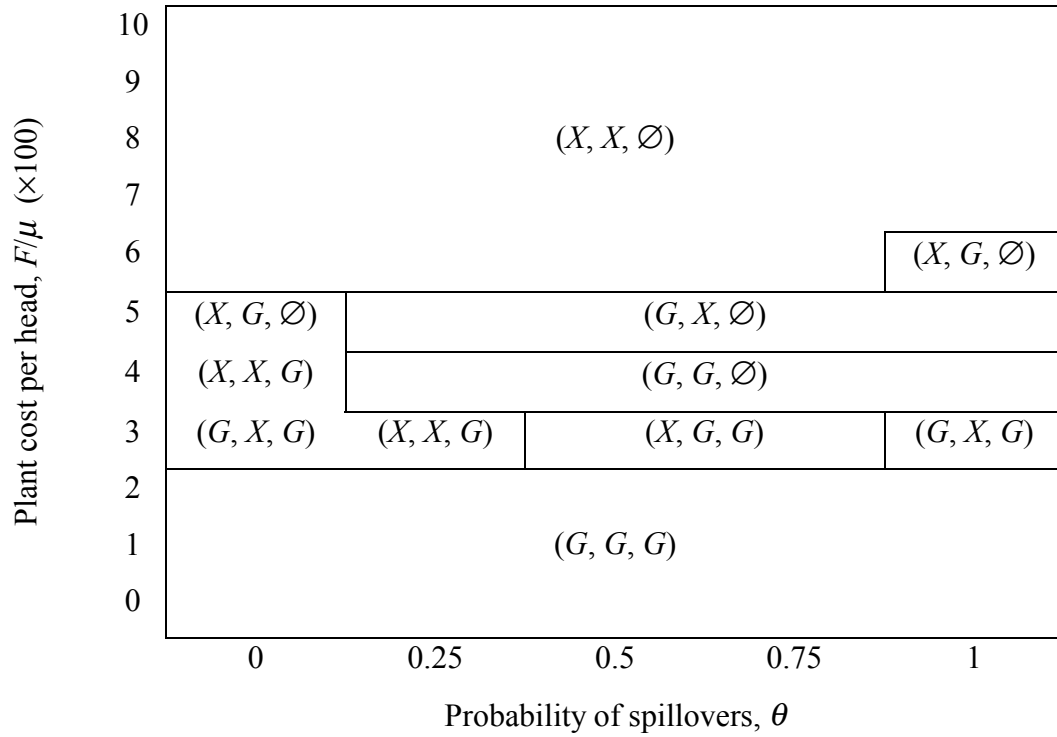 Plant cost per head, F/μ (×100)
10
9
8 (X, X, ∅)
7
6 (X, G, ∅)
5 (X, G, ∅) (G, X, ∅)
4 (X, X, G) (G, G, ∅)
3 (G, X, G) (X, X, G) (X, G, G) (G, X, G)
2
1 (G, G, G)
0
0 0.25 0.5 0.75 1
Probability of spillovers, θ